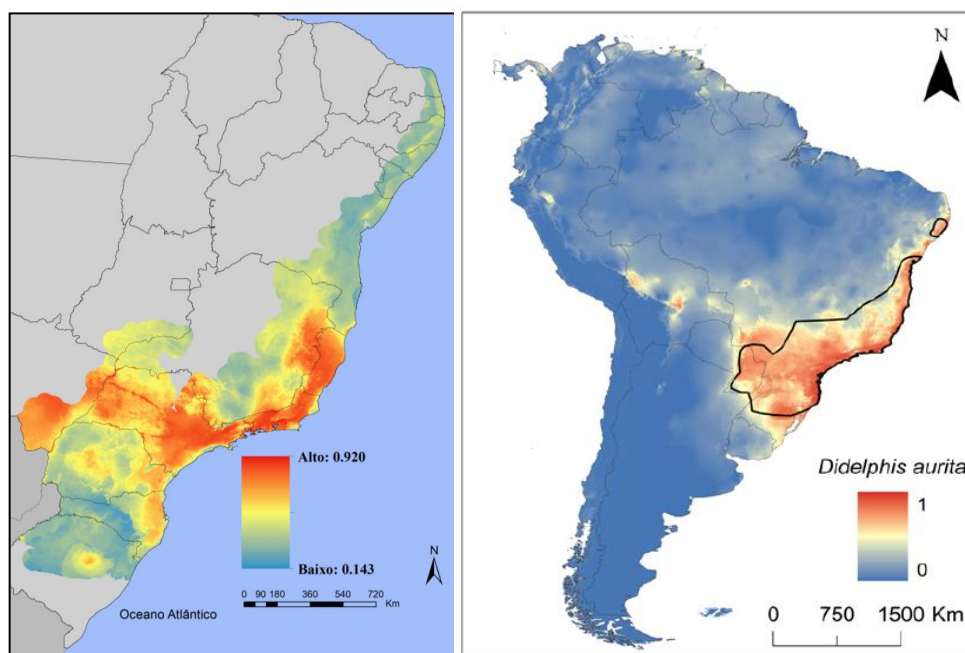 Alto: 0.920
Baixo: 0.143
N
0 90 180 360 540 720
Km
Oceano Atlântico
N
Didelphis aurita
1
0
0 750 1500 Km